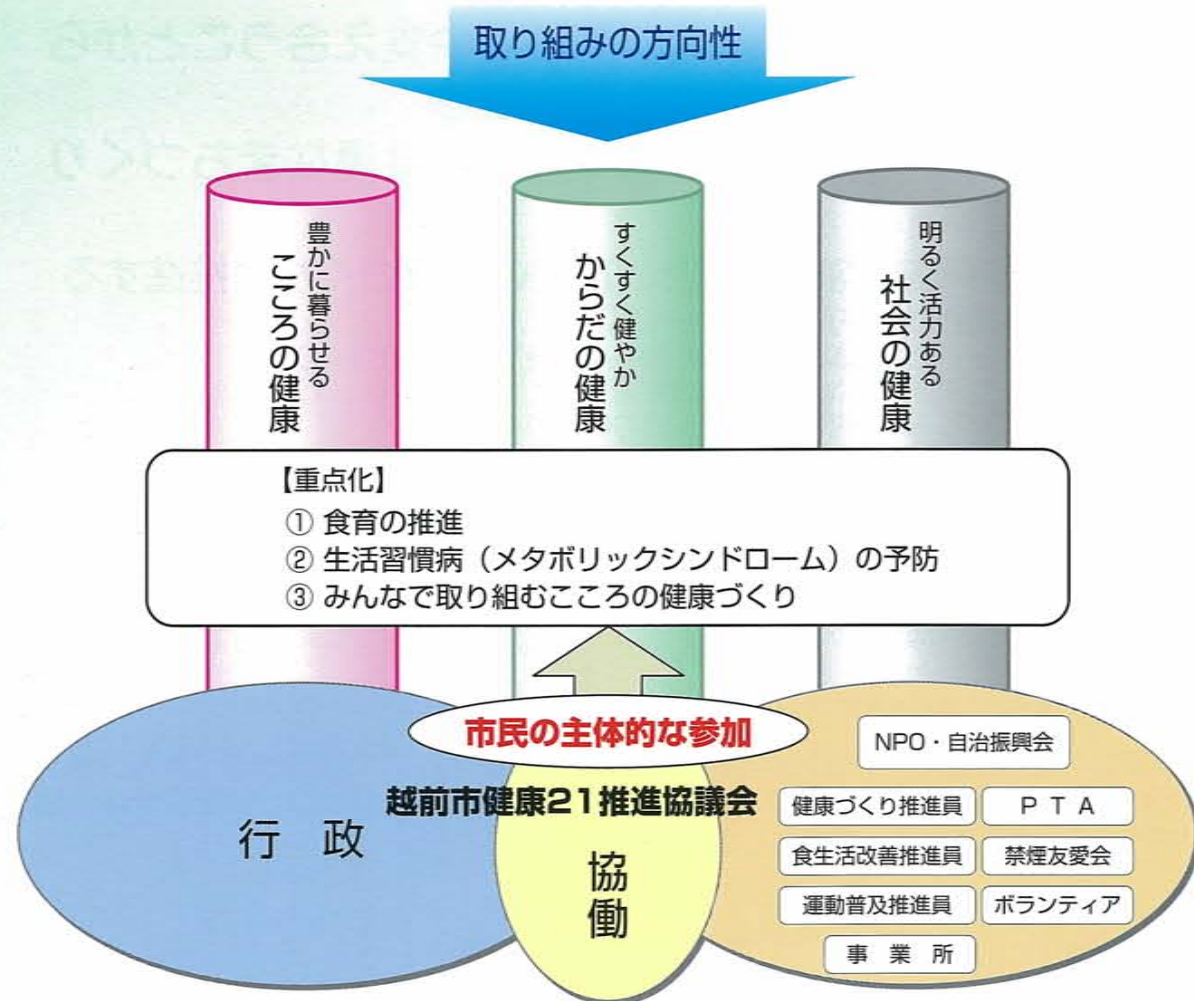 取り組みの方向性
豊かに暮らせる
こころの健康
すくすく健やか
からだの健康
明るく活力ある
社会の健康
【重点化】
① 食育の推進
② 生活習慣病（メタボリックシンドローム）の予防
③ みんなで取り組むこころの健康づくり
市民の主体的な参加
越前市健康21推進協議会
行 政
協働
NPO・自治振興会
健康づくり推進員
P T A
食生活改善推進員
禁煙友愛会
運動普及推進員
ボランティア
事 業 所